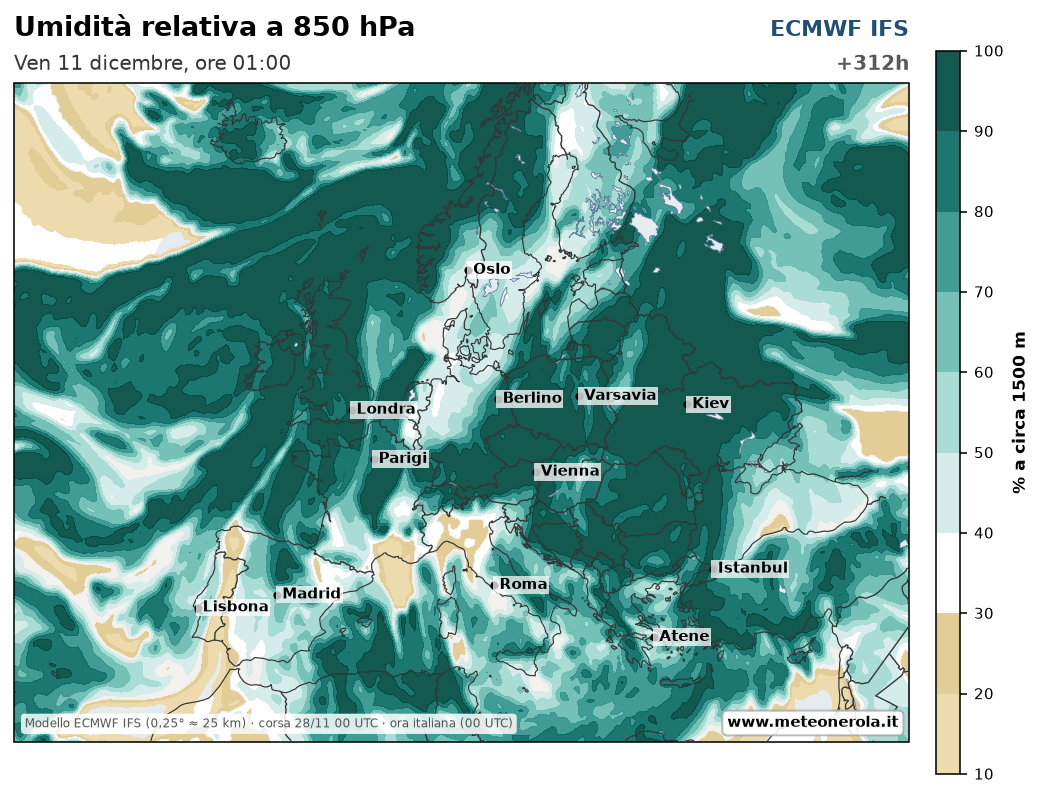 Umidità relativa a 850 hPa
ECMWF IFS
Ven 11 dicembre, ore 01:00
+312h
100
90
80
70
60
50
40
30
20
10
% a circa 1500 m
Oslo
Berlino
Varsavia
Kiev
Londra
Parigi
Vienna
Istanbul
Roma
Madrid
Lisbona
Atene
Modello ECMWF IFS (0,25° ≈ 25 km) · corsa 28/11 00 UTC · ora italiana (00 UTC)
www.meteonerola.it